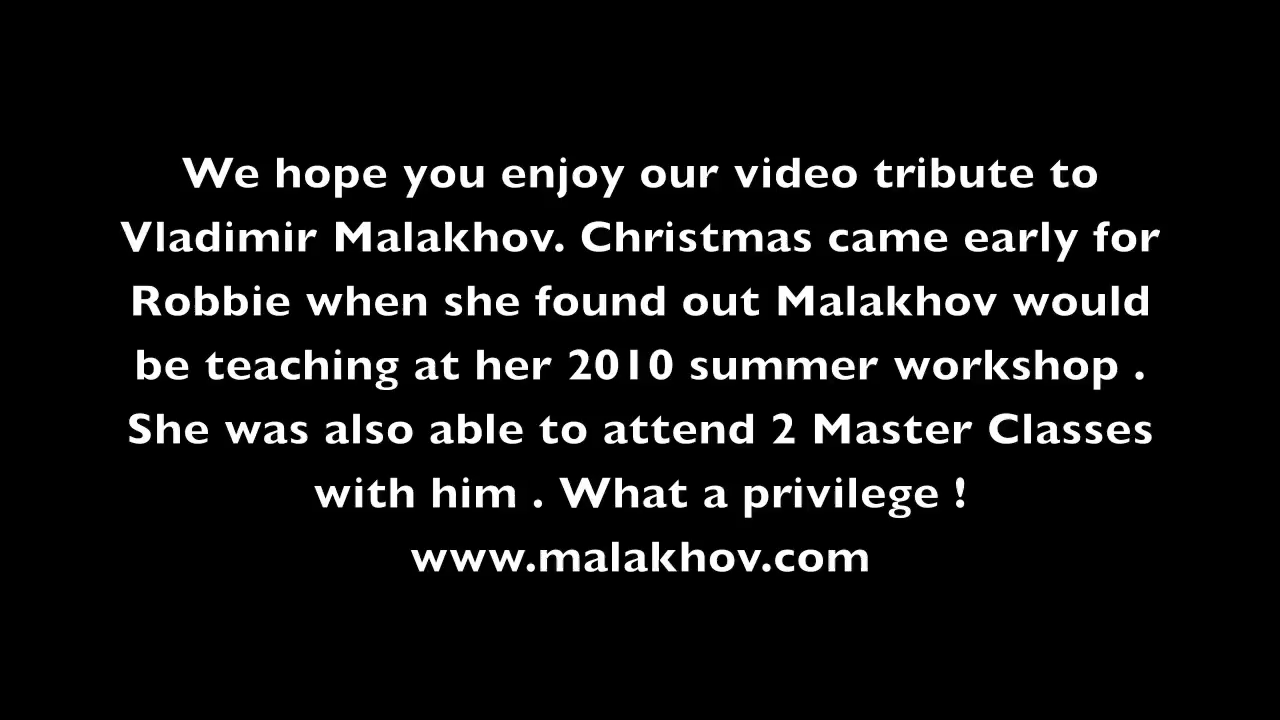 We hope you enjoy our video tribute to
Vladimir Malakhov. Christmas came early for
Robbie when she found out Malakhov would
be teaching at her 2010 summer workshop .
She was also able to attend 2 Master Classes
with him . What a privilege !
www.malakhov.com